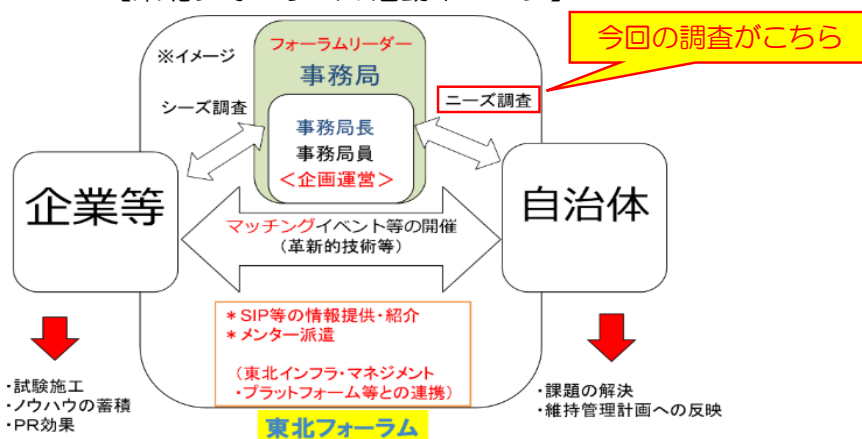 今回の調査がこちら
※イメージ
フォーラムリーダー
事務局
シーズ調査
ニーズ調査
事務局長
事務局員
＜企画運営＞
企業等
自治体
マッチングイベント等の開催
（革新的技術等）
＊SIP等の情報提供・紹介
＊メンター派遣
（東北インフラ・マネジメント
・プラットフォーム等との連携）
東北フォーラム
・試験施工
・ノウハウの蓄積
・PR効果
・課題の解決
・維持管理計画への反映